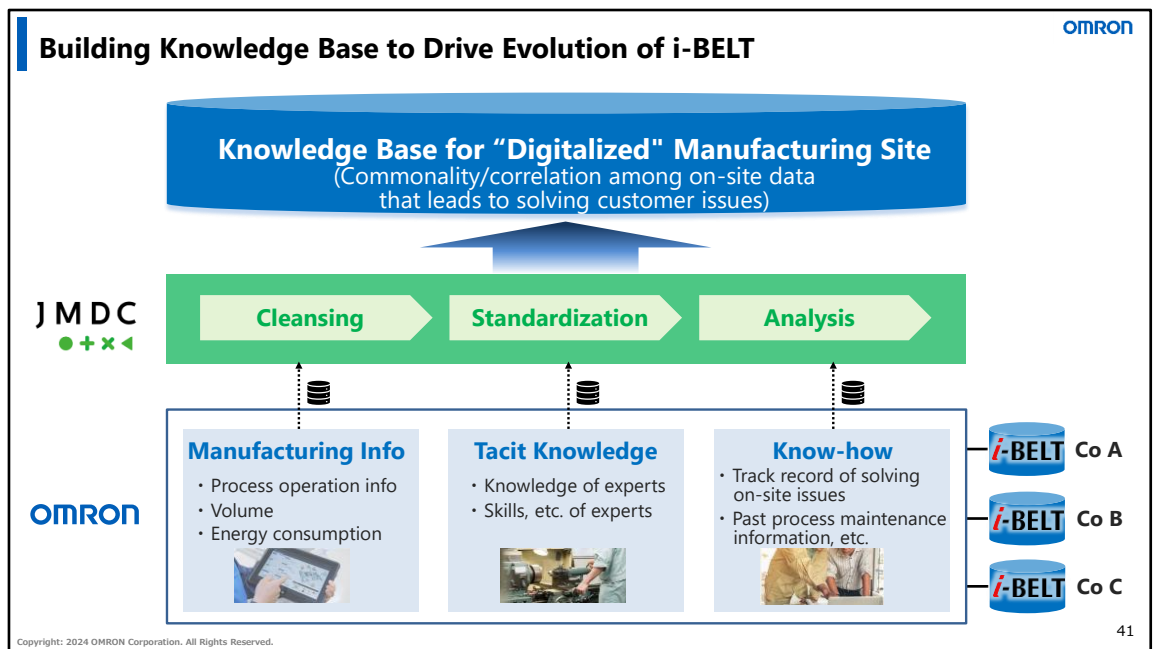 OMRON
Building Knowledge Base to Drive Evolution of i-BELT
Knowledge Base for “Digitalized" Manufacturing Site
(Commonality/correlation among on-site data
that leads to solving customer issues)
JMDC
Cleansing
Standardization
Analysis
OMRON
Manufacturing Info
・Process operation info
・Volume
・Energy consumption
Tacit Knowledge
・Knowledge of experts
・Skills, etc. of experts
Know-how
・Track record of solving
on-site issues
・Past process maintenance
information, etc.
i-BELT Co A
i-BELT Co B
i-BELT Co C
Copyright: 2024 OMRON Corporation. All Rights Reserved.
41